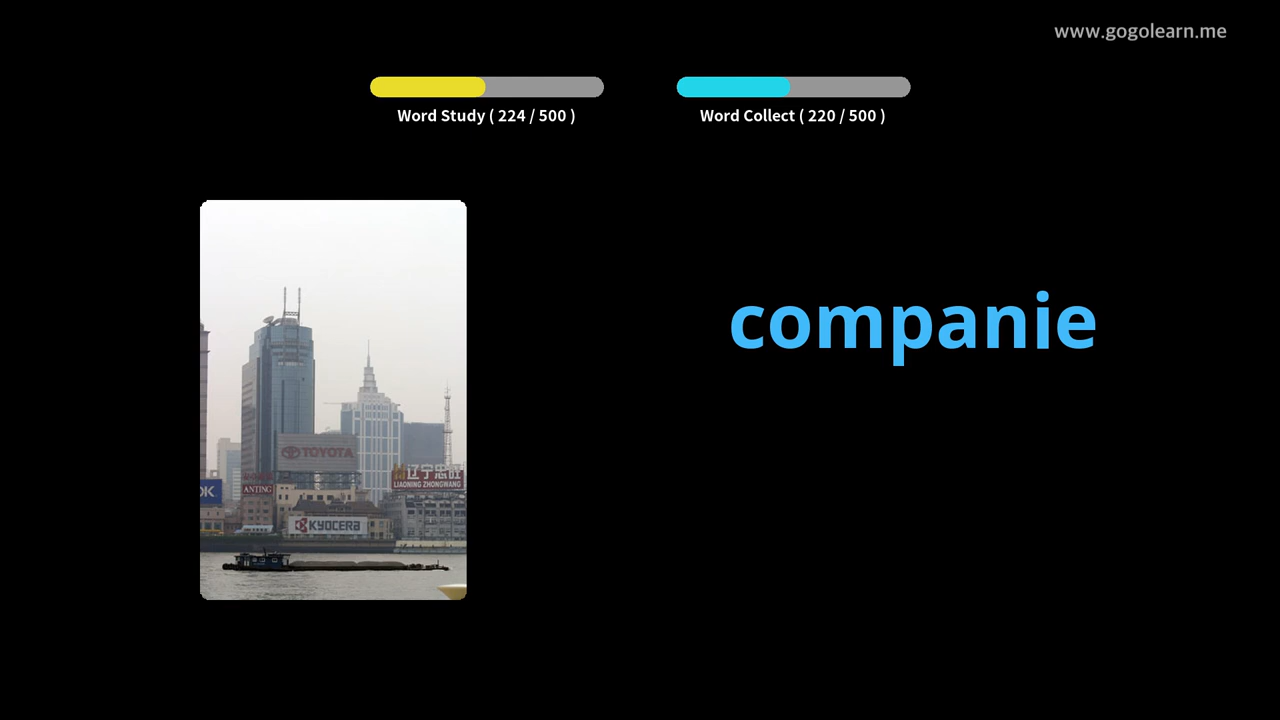 www.gogolearn.me
Word Study ( 224 / 500 )
Word Collect ( 220 / 500 )
companie
TOYOTA
辽宁忠旺
LIAONING ZHONGWANG
OK
ANTING
KYOCERA